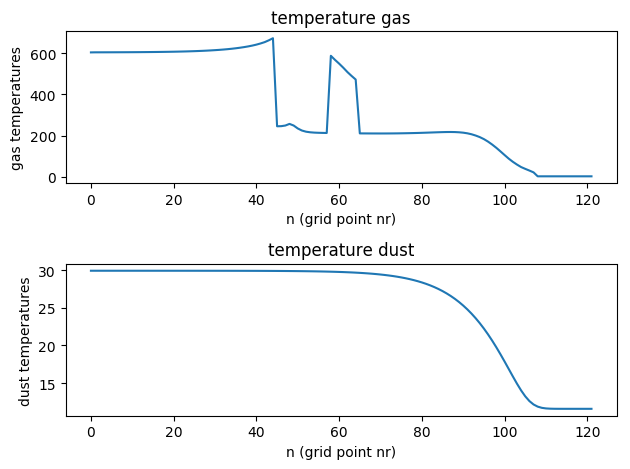 temperature gas
gas temperatures
600
400
200
0
0 20 40 60 80 100 120
n (grid point nr)
temperature dust
dust temperatures
30
25
20
15
0 20 40 60 80 100 120
n (grid point nr)